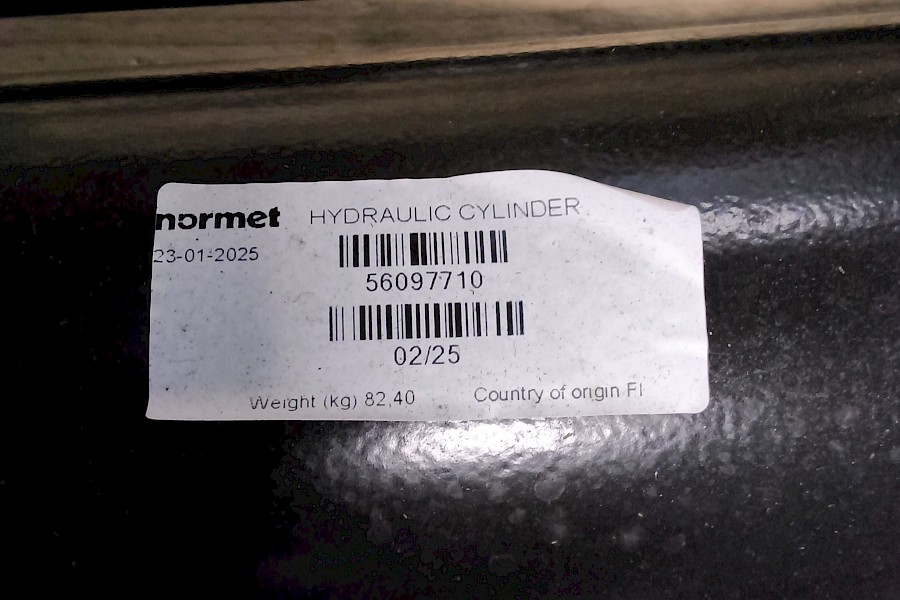 normet HYDRAULIC CYLINDER
23-01-2025
56097710
02/25
Weight (kg) 82,40 Country of origin FI